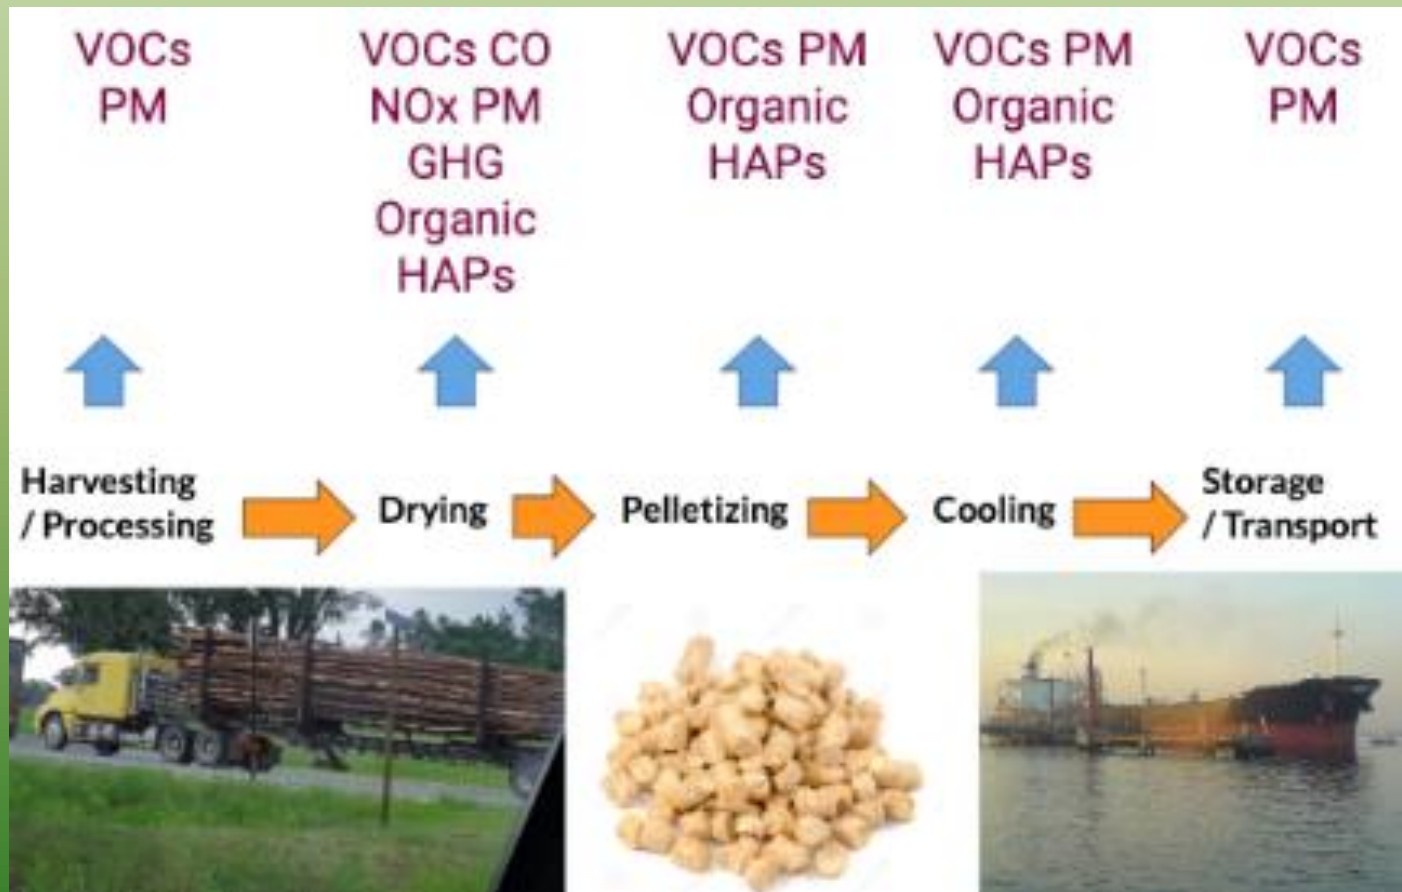 VOCs
PM
VOCs CO
NOx PM
GHG
Organic
HAPs
VOCs PM
Organic
HAPs
VOCs PM
Organic
HAPs
VOCs
PM
Harvesting
/ Processing
Drying
Pelletizing
Cooling
Storage
/ Transport